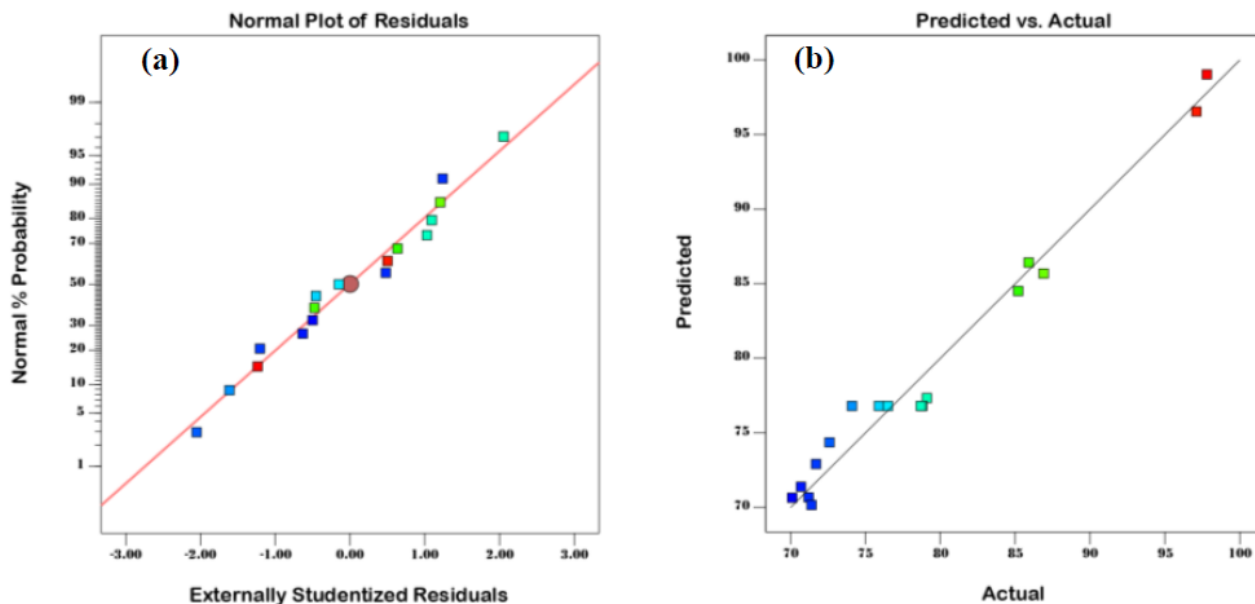 Normal Plot of Residuals
(a)
Normal % Probability
99
95
90
80
70
50
30
20
10
5
1
-3.00 -2.00 -1.00 0.00 1.00 2.00 3.00
Externally Studentized Residuals
Predicted vs. Actual
(b)
Predicted
100
95
90
85
80
75
70
70 75 80 85 90 95 100
Actual